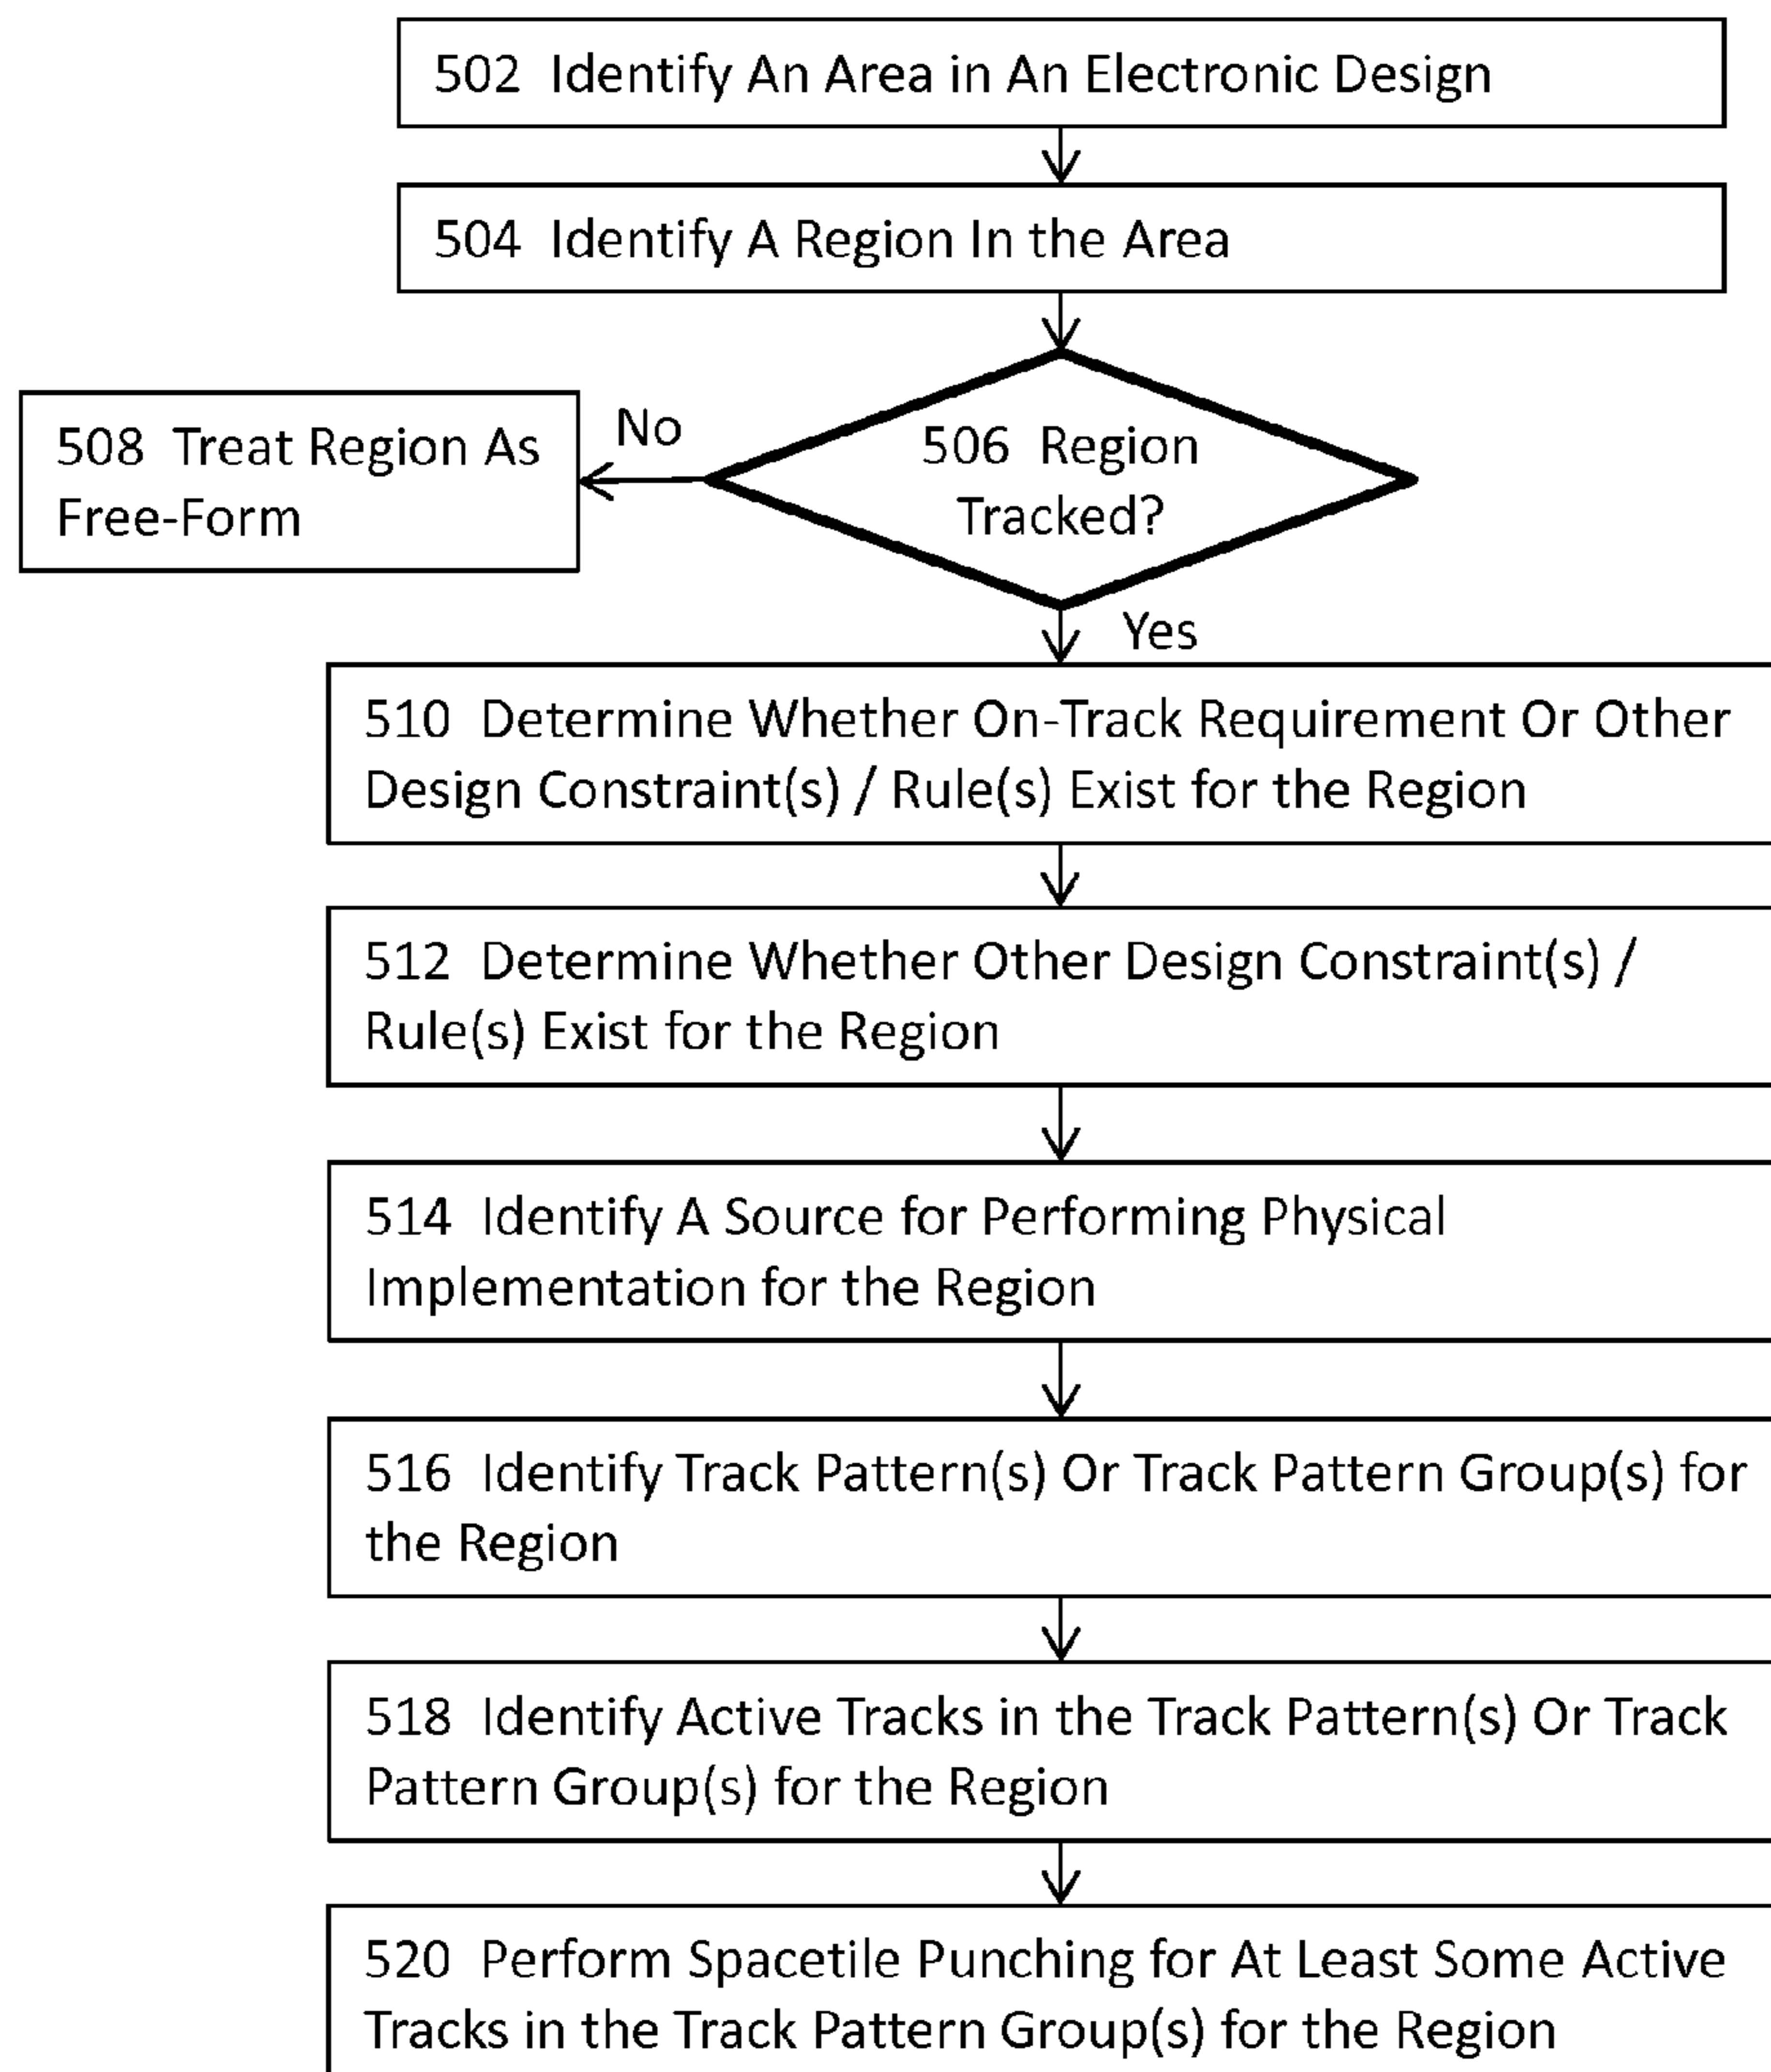 502 Identify An Area in An Electronic Design
504 Identify A Region In the Area
No
508 Treat Region As
Free-Form
506 Region
Tracked?
Yes
510 Determine Whether On-Track Requirement Or Other
Design Constraint(s) / Rule(s) Exist for the Region
512 Determine Whether Other Design Constraint(s) /
Rule(s) Exist for the Region
514 Identify A Source for Performing Physical
Implementation for the Region
516 Identify Track Pattern(s) Or Track Pattern Group(s) for
the Region
518 Identify Active Tracks in the Track Pattern(s) Or Track
Pattern Group(s) for the Region
520 Perform Spacetile Punching for At Least Some Active
Tracks in the Track Pattern Group(s) for the Region